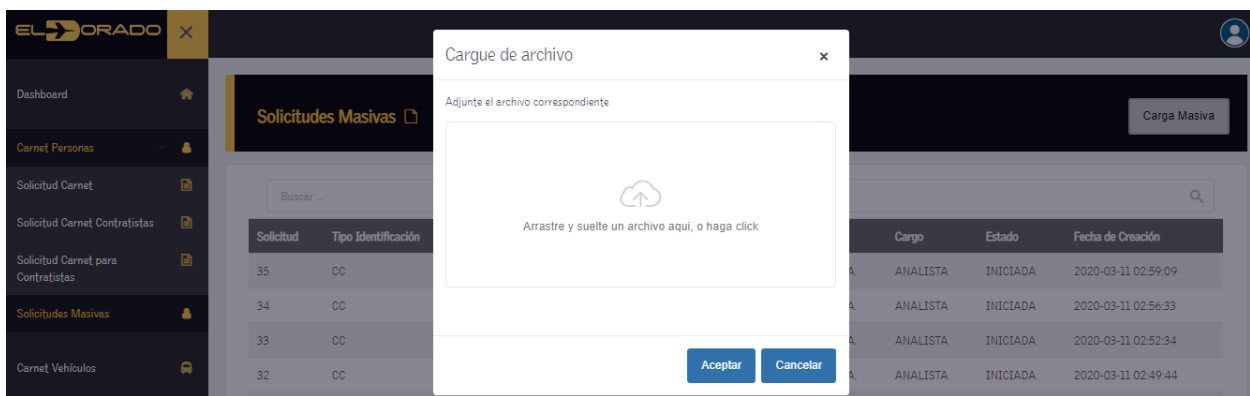 EL DORADO ×
Cargue de archivo ×
Dashboard
Adjunte el archivo correspondiente
Solicitudes Masivas
Carga Masiva
Carnet Personas
Solicitud Carnet
Buscar ...
Solicitud Carnet Contratistas
Arrastre y suelte un archivo aqui, o haga click
Solicitud Tipo Identificación Cargo Estado Fecha de Creación
Solicitud Carnet para
Contratistas
35 CC A. ANALISTA INICIADA 2020-03-11 02:59:09
Solicitudes Masivas
34 CC A. ANALISTA INICIADA 2020-03-11 02:56:33
33 CC A. ANALISTA INICIADA 2020-03-11 02:52:34
Carnet Vehículos
Aceptar Cancelar
32 CC A. ANALISTA INICIADA 2020-03-11 02:49:44